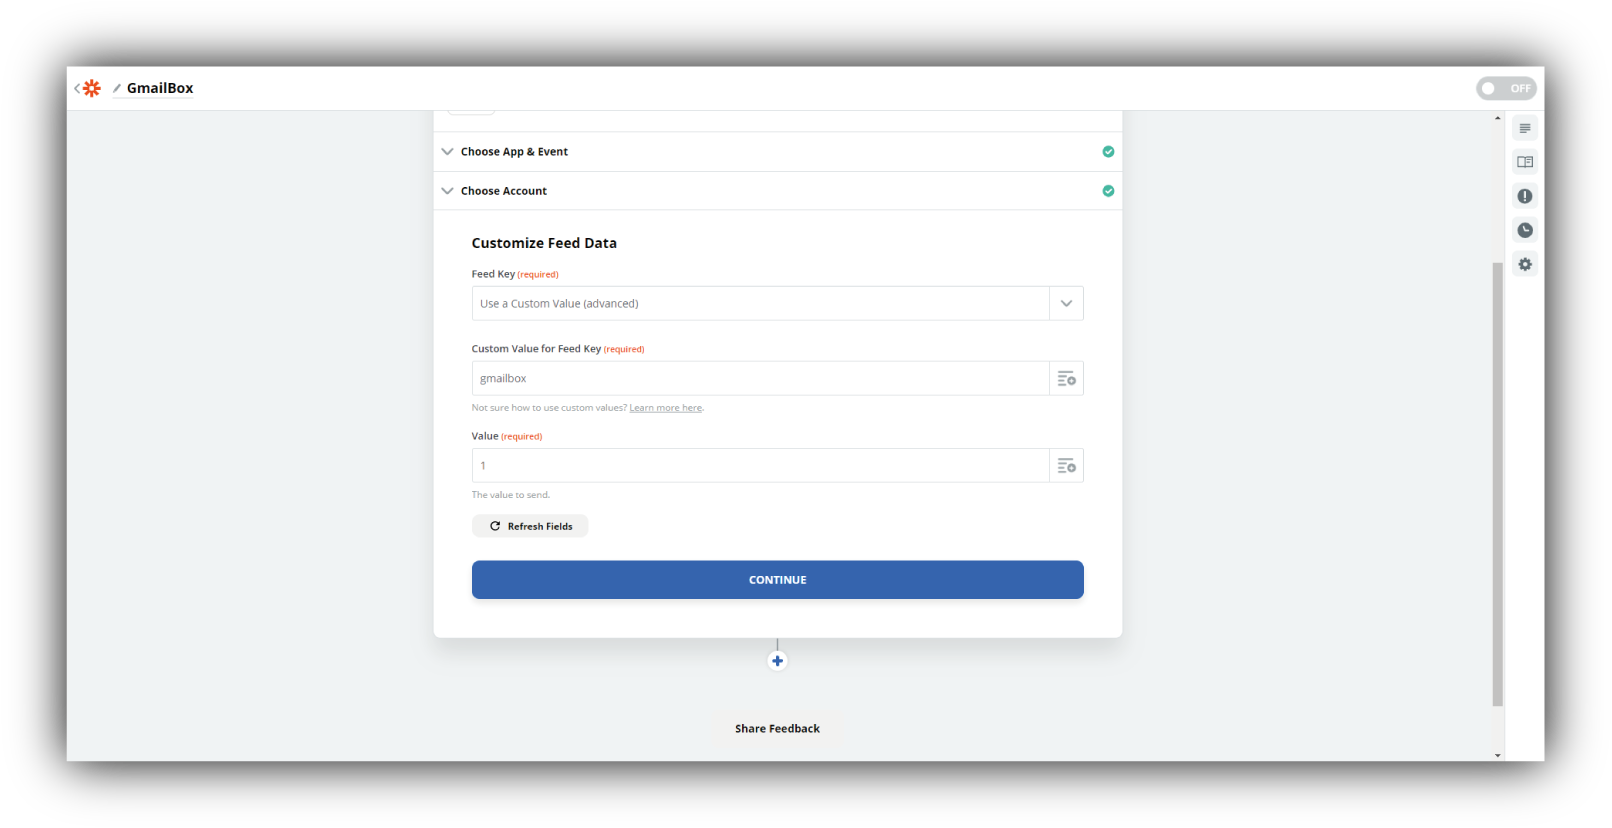 GmailBox
OFF
Choose App & Event
Choose Account
Customize Feed Data
Feed Key (required)
Use a Custom Value (advanced)
Custom Value for Feed Key (required)
gmailbox
Not sure how to use custom values? Learn more here.
Value (required)
1
The value to send.
Refresh Fields
CONTINUE
Share Feedback